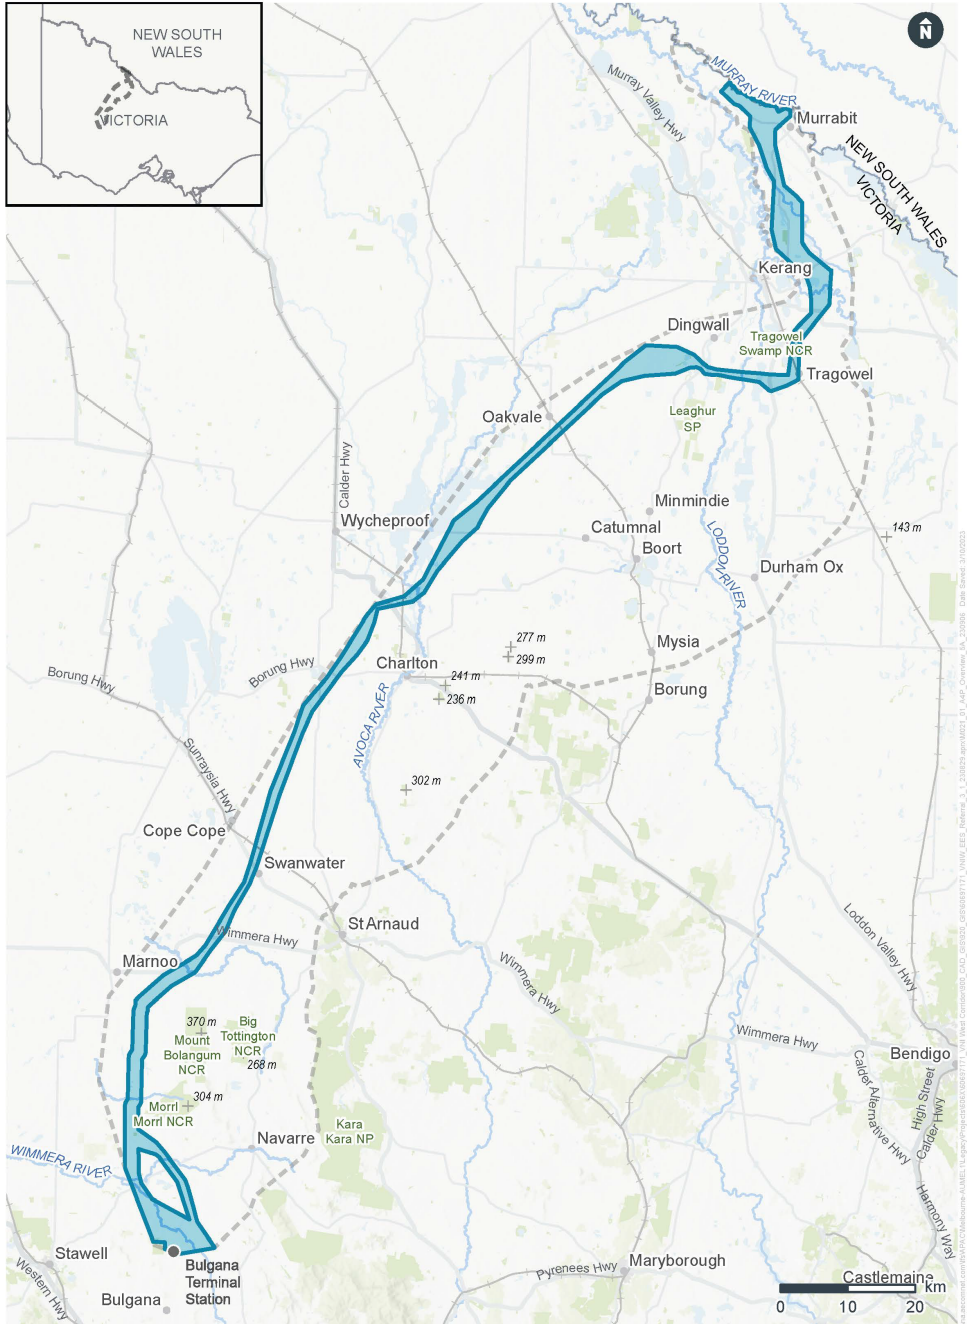 NEW SOUTH
WALES
VICTORIA
N
MURRAY RIVER
Murray Valley Hwy
Murrabit
NEW SOUTH WALES
VICTORIA
Kerang
Dingwall
Tragowel
Swamp NCR
Tragowel
Oakvale
Leaghur
SP
Calder Hwy
Wycheproof
Minmindie
Catumnal
Boort
LODDON RIVER
143 m
Durham Ox
277 m
299 m
Mysia
Charlton
241 m
236 m
Borung
Borung Hwy
Borung Hwy
AVOCA RIVER
Sunraysia Hwy
302 m
Cope Cope
Swanwater
St Arnaud
Wimmera Hwy
Marnoo
Wimmera Hwy
Loddon Valley Hwy
370 m
Mount
Bolangum
NCR
Big
Tottington
NCR
268 m
Wimmera Hwy
Bendigo
304 m
Morrl
Morrl NCR
Kara
Kara NP
Navarre
Calder Alternative Hwy
High Street
Calder Hwy
WIMMERA RIVER
Harmony Way
Stawell
Bulgana
Terminal
Station
Bulgana
Western Hwy
Pyrenees Hwy
Maryborough
Castlemaine
km
0 10 20